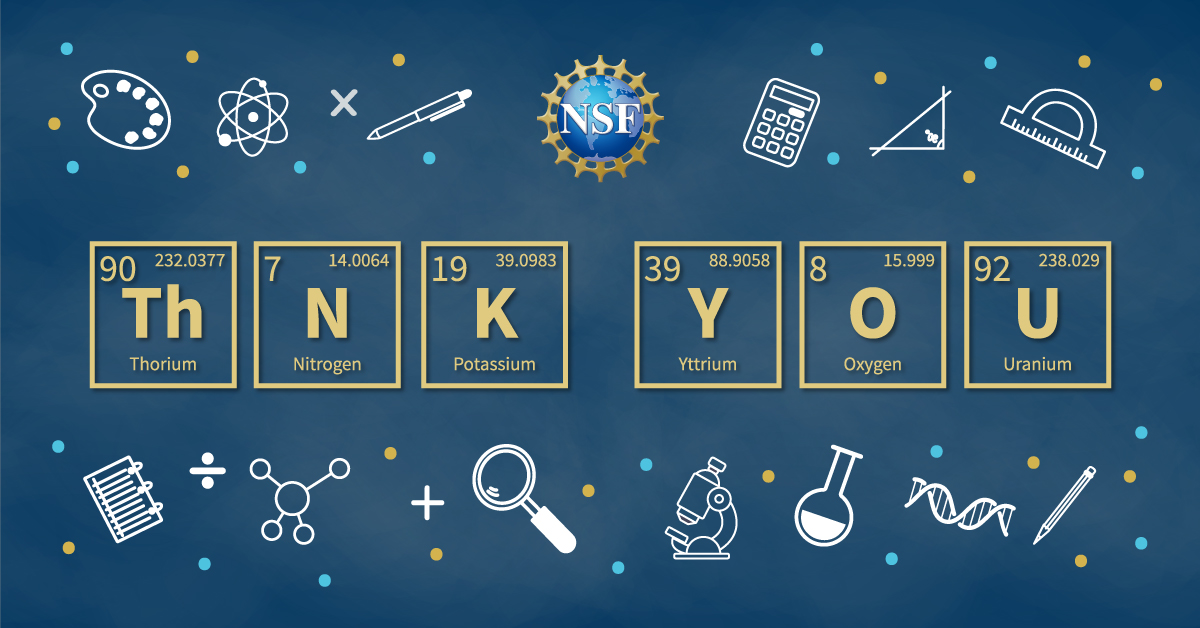 NSF
90 232.0377 7 14.0064 19 39.0983 39 88.9058 8 15.999 92 238.029
Th N K Y O U
Thorium Nitrogen Potassium Yttrium Oxygen Uranium